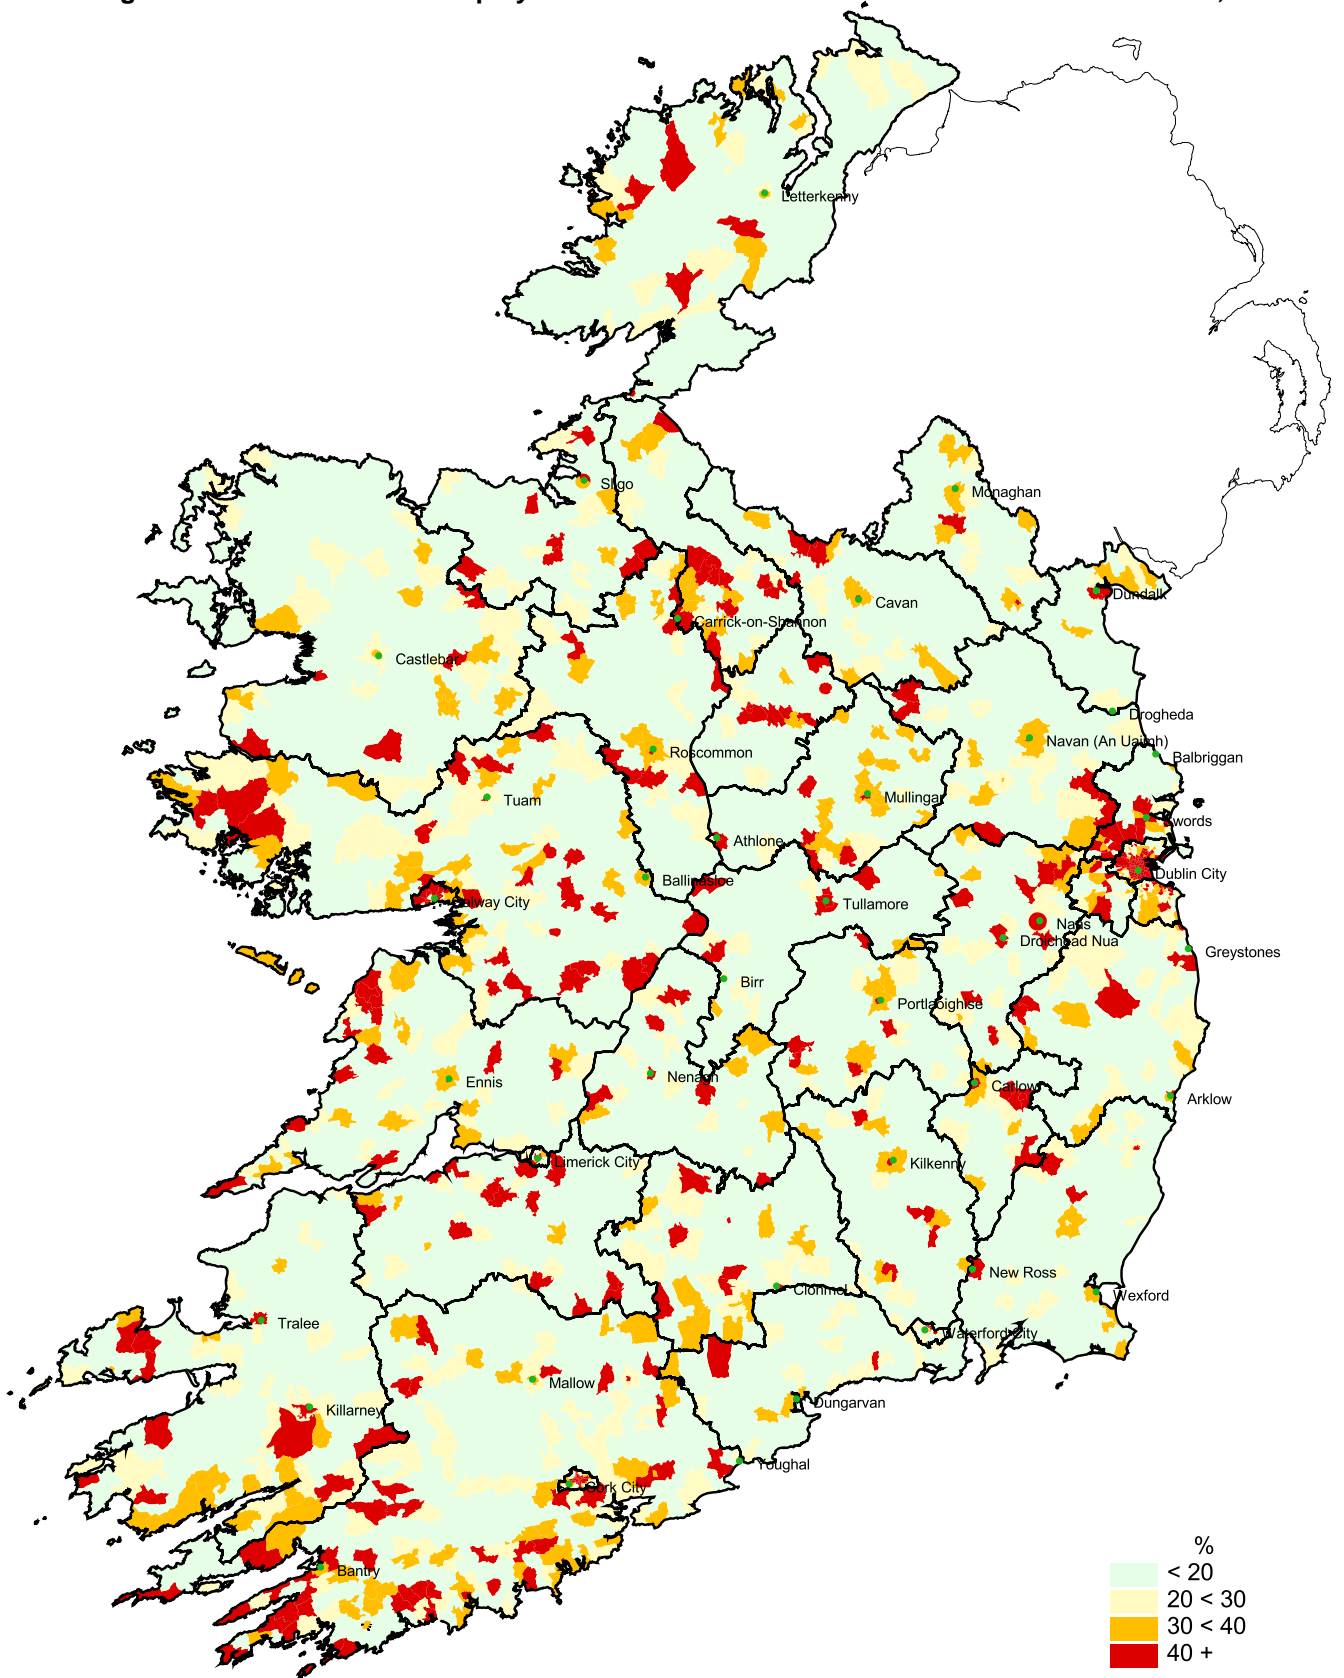 Letterkenny
Sligo
Monaghan
Cavan
Dundalk
Carrick-on-Shannon
Castlebar
Drogheda
Navan (An Uaimh)
Roscommon
Balbriggan
Tuam
Mullingar
Swords
Athlone
Dublin City
Ballinasloe
Galway City
Tullamore
Naas
Droichead Nua
Greystones
Birr
Portlaoighise
Ennis
Nenagh
Carlow
Arklow
Limerick City
Kilkenny
New Ross
Clonmel
Wexford
Tralee
Waterford City
Mallow
Killarney
Dungarvan
Youghal
Cork City
Bantry
%
< 20
20 < 30
30 < 40
40 +